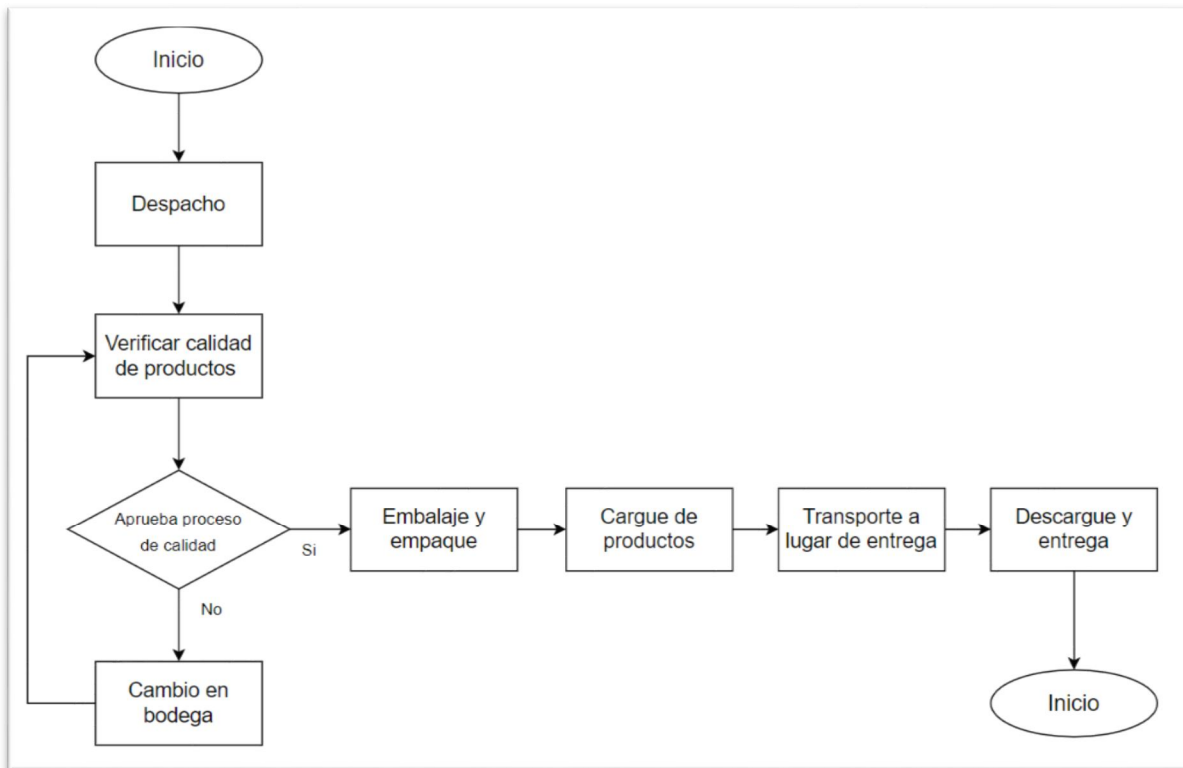 Inicio
Despacho
Verificar calidad
de productos
Aprueba proceso
de calidad
Si
Embalaje y
empaque
Cargue de
productos
Transporte a
lugar de entrega
Descargue y
entrega
No
Cambio en
bodega
Inicio